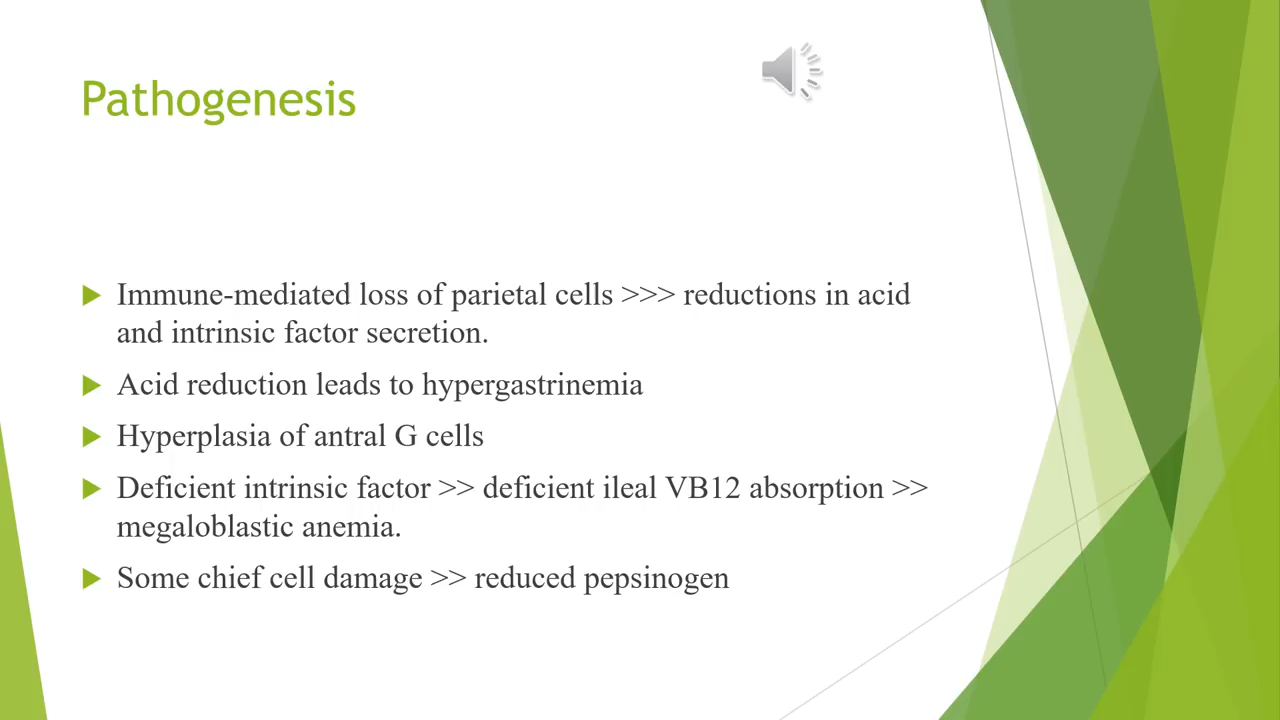 Pathogenesis
Immune-mediated loss of parietal cells >>> reductions in acid
and intrinsic factor secretion.
Acid reduction leads to hypergastrinemia
Hyperplasia of antral G cells
Deficient intrinsic factor >> deficient ileal VB12 absorption >>
megaloblastic anemia.
Some chief cell damage >> reduced pepsinogen